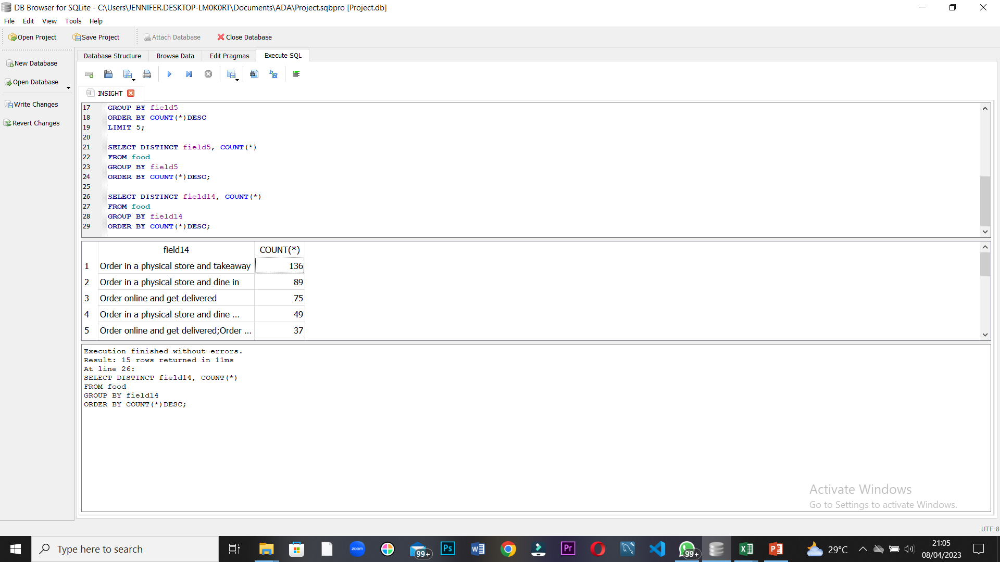 DB Browser for SQLite - C:\Users\JENNIFER.DESKTOP-LM0K0RT\Documents\ADA\Project.sqbpro [Project.db]
File Edit View Tools Help
Open Project Save Project Attach Database Close Database
New Database
Open Database
Write Changes
Revert Changes
Database Structure Browse Data Edit Pragmas Execute SQL
INSIGHT
17 GROUP BY field5
18 ORDER BY COUNT(*)DESC
19 LIMIT 5;
20
21 SELECT DISTINCT field5, COUNT(*)
22 FROM food
23 GROUP BY field5
24 ORDER BY COUNT(*)DESC;
25
26 SELECT DISTINCT field14, COUNT(*)
27 FROM food
28 GROUP BY field14
29 ORDER BY COUNT(*)DESC;
field14 COUNT(*)
1 Order in a physical store and takeaway 136
2 Order in a physical store and dine in 89
3 Order online and get delivered 75
4 Order in a physical store and dine ... 49
5 Order online and get delivered;Order ... 37
Execution finished without errors.
Result: 15 rows returned in 11ms
At line 26:
SELECT DISTINCT field14, COUNT(*)
FROM food
GROUP BY field14
ORDER BY COUNT(*)DESC;
Activate Windows
Go to Settings to activate Windows.
UTF-8
Type here to search
zoom
99+
Ps
W
Pr
99+
X
P
29°C
21:05
08/04/2023